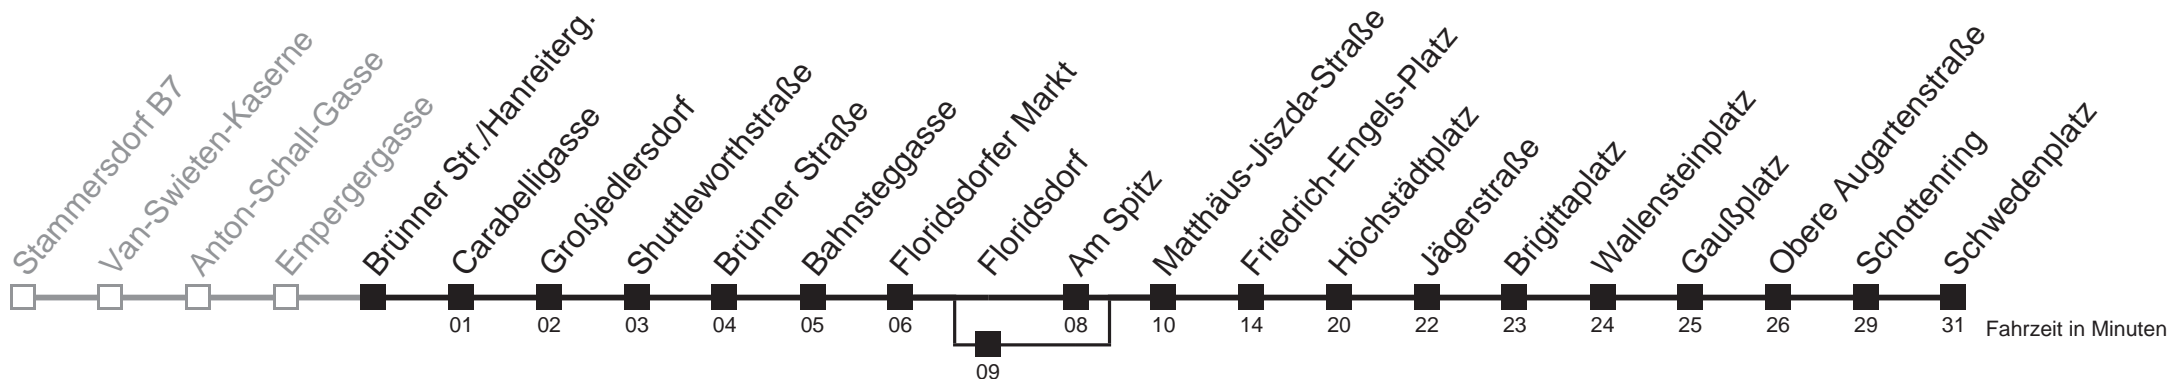 Stammersdorf B7
Van-Swieten-Kaserne
Anton-Schall-Gasse
Empergergasse
Brünner Str./Hanreiterg.
Carabelligasse
Großjedlersdorf
Shuttleworthstraße
Brünner Straße
Bahnsteggasse
Floridsdorfer Markt
Floridsdorf
Am Spitz
Matthäus-Jiszda-Straße
Friedrich-Engels-Platz
Höchstädtplatz
Jägerstraße
Brigittaplatz
Wallensteinplatz
Gaußplatz
Obere Augartenstraße
Schottenring
Schwedenplatz
01 02 03 04 05 06 08 10 14 20 22 23 24 25 26 29 31 Fahrzeit in Minuten
09